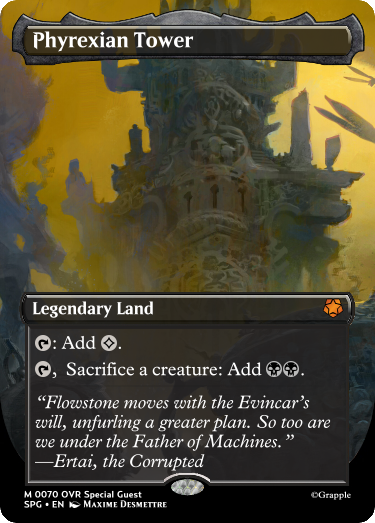 Phyrexian Tower
Legendary Land
: Add .
, Sacrifice a creature: Add .
“Flowstone moves with the Evincar’s
will, unfurling a greater plan. So too are
we under the Father of Machines.”
—Ertai, the Corrupted
M 0070 OVR Special Guest
SPG • EN Maxime Desmettre
©Grapple